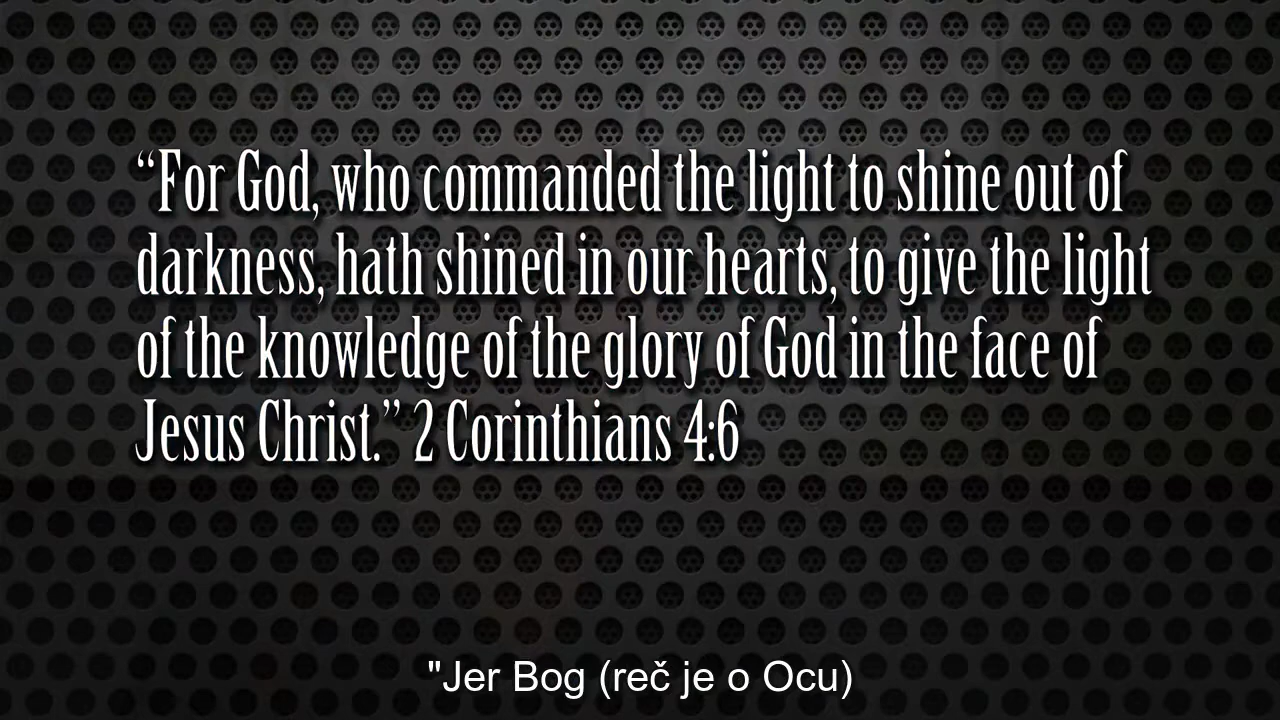 “For God, who commanded the light to shine out of
darkness, hath shined in our hearts, to give the light
of the knowledge of the glory of God in the face of
Jesus Christ.” 2 Corinthians 4:6
"Jer Bog (reč je o Ocu)